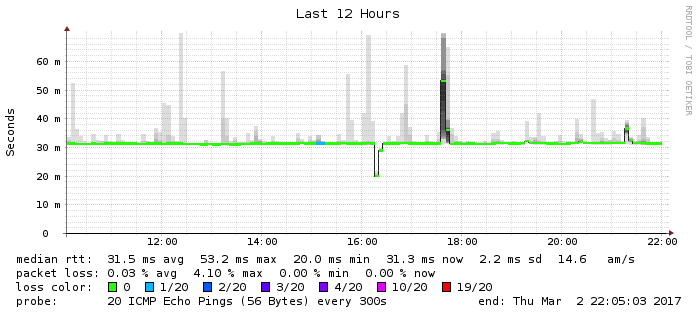 Last 12 Hours
RRDTOOL / TOBI OETIKER
Seconds
60 m
50 m
40 m
30 m
20 m
10 m
0
12:00 14:00 16:00 18:00 20:00 22:00
median rtt: 31.5 ms avg 53.2 ms max 20.0 ms min 31.3 ms now 2.2 ms sd 14.6 am/s
packet loss: 0.03 % avg 4.10 % max 0.00 % min 0.00 % now
loss color: 0 1/20 2/20 3/20 4/20 10/20 19/20
probe: 20 ICMP Echo Pings (56 Bytes) every 300s end: Thu Mar 2 22:05:03 2017